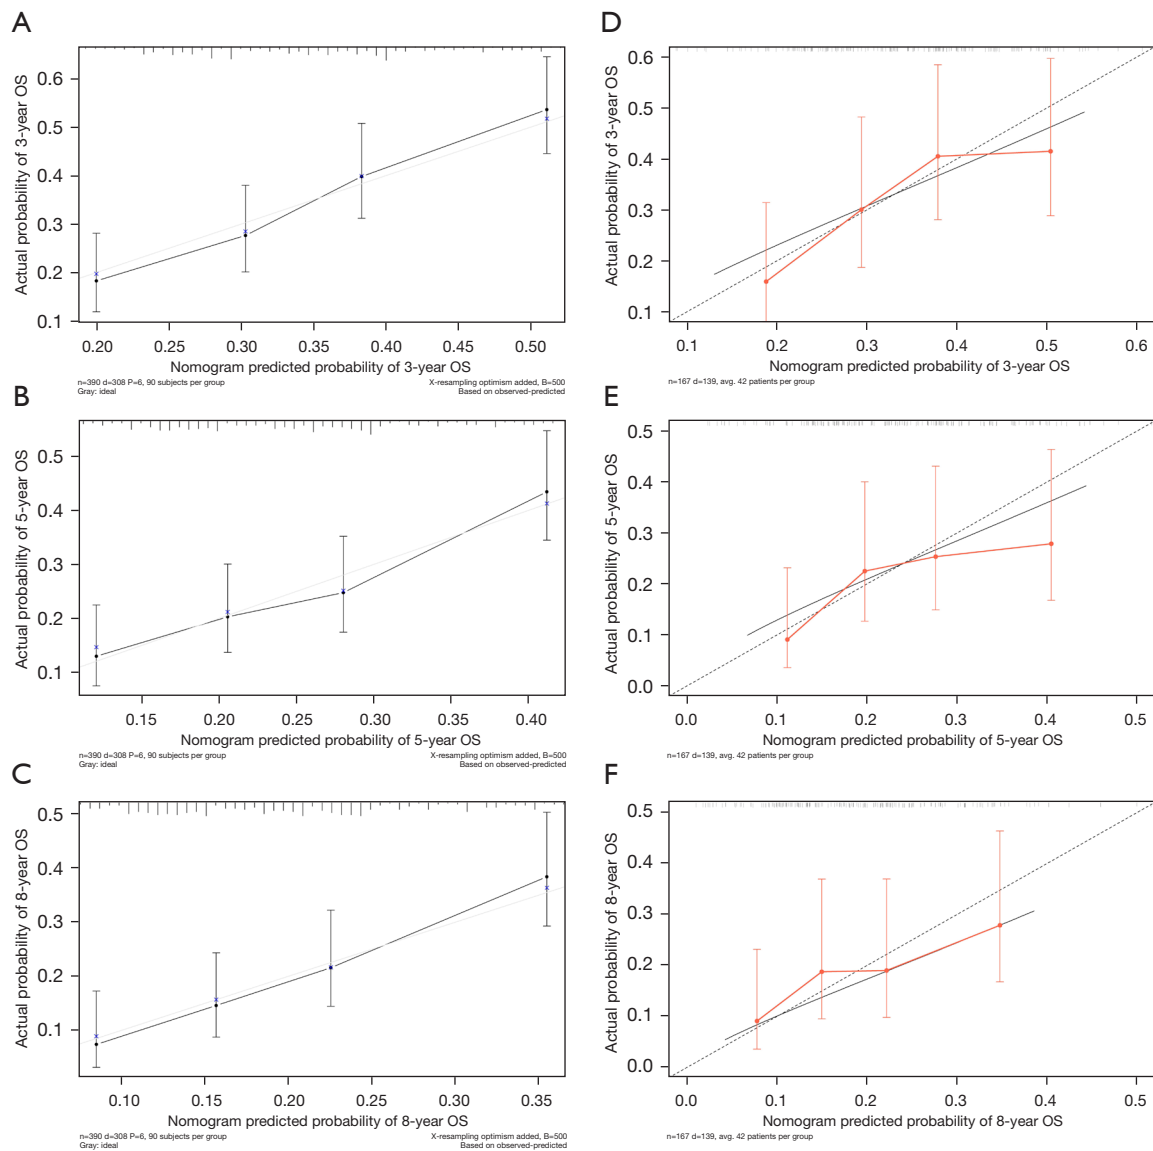 A
Actual probability of 3-year OS
0.6
0.5
0.4
0.3
0.2
0.1
0.20 0.25 0.30 0.35 0.40 0.45 0.50
Nomogram predicted probability of 3-year OS
n=390 d=308 P=6, 90 subjects per group
Gray: ideal
X-resampling optimism added, B=500
Based on observed-predicted
D
Actual probability of 3-year OS
0.6
0.5
0.4
0.3
0.2
0.1
0.1 0.2 0.3 0.4 0.5 0.6
Nomogram predicted probability of 3-year OS
n=167 d=139, avg. 42 patients per group
B
Actual probability of 5-year OS
0.5
0.4
0.3
0.2
0.1
0.15 0.20 0.25 0.30 0.35 0.40
Nomogram predicted probability of 5-year OS
n=390 d=308 P=6, 90 subjects per group
Gray: ideal
X-resampling optimism added, B=500
Based on observed-predicted
E
Actual probability of 5-year OS
0.5
0.4
0.3
0.2
0.1
0.0
0.0 0.1 0.2 0.3 0.4 0.5
Nomogram predicted probability of 5-year OS
n=167 d=139, avg. 42 patients per group
C
Actual probability of 8-year OS
0.5
0.4
0.3
0.2
0.1
0.10 0.15 0.20 0.25 0.30 0.35
Nomogram predicted probability of 8-year OS
n=390 d=308 P=6, 90 subjects per group
Gray: ideal
X-resampling optimism added, B=500
Based on observed-predicted
F
Actual probability of 8-year OS
0.5
0.4
0.3
0.2
0.1
0.0
0.0 0.1 0.2 0.3 0.4 0.5
Nomogram predicted probability of 8-year OS
n=167 d=139, avg. 42 patients per group